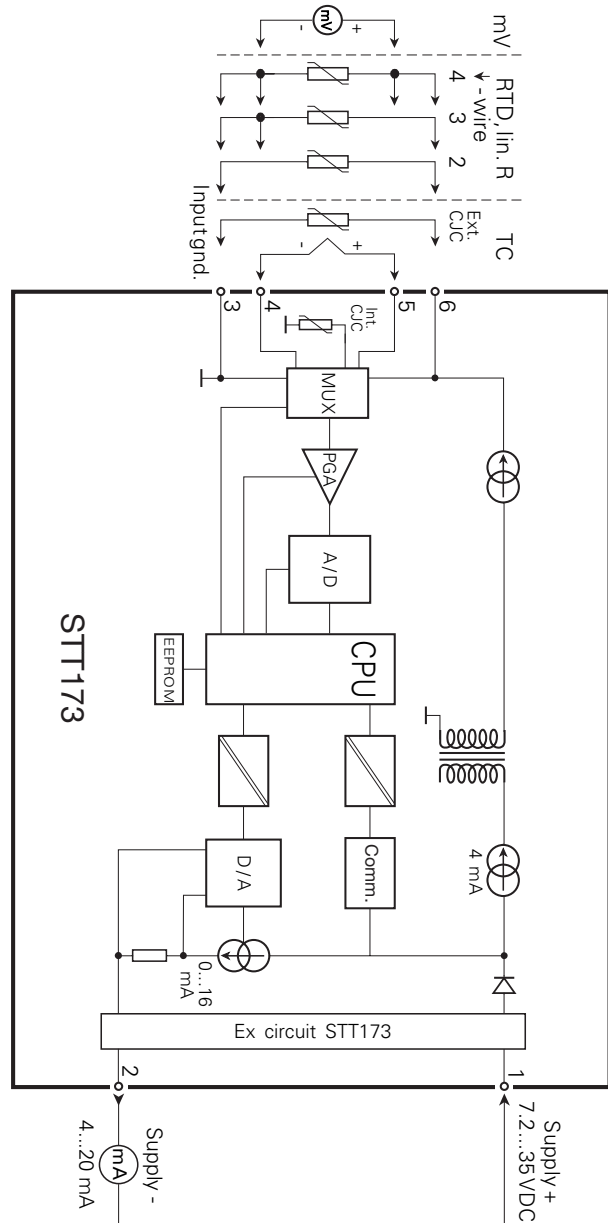 mV
mV
-
+
RTD, lin. R
- wire
4
3
2
TC
Ext.
CJC
+
-
Input gnd.
3
4
5
6
Int.
CJC
MUX
PGA
A/D
CPU
EEPROM
STT173
D/A
Comm.
4 mA
0...16
mA
Ex circuit STT173
2
1
Supply -
4...20 mA
mA
Supply +
7.2....35 VDC